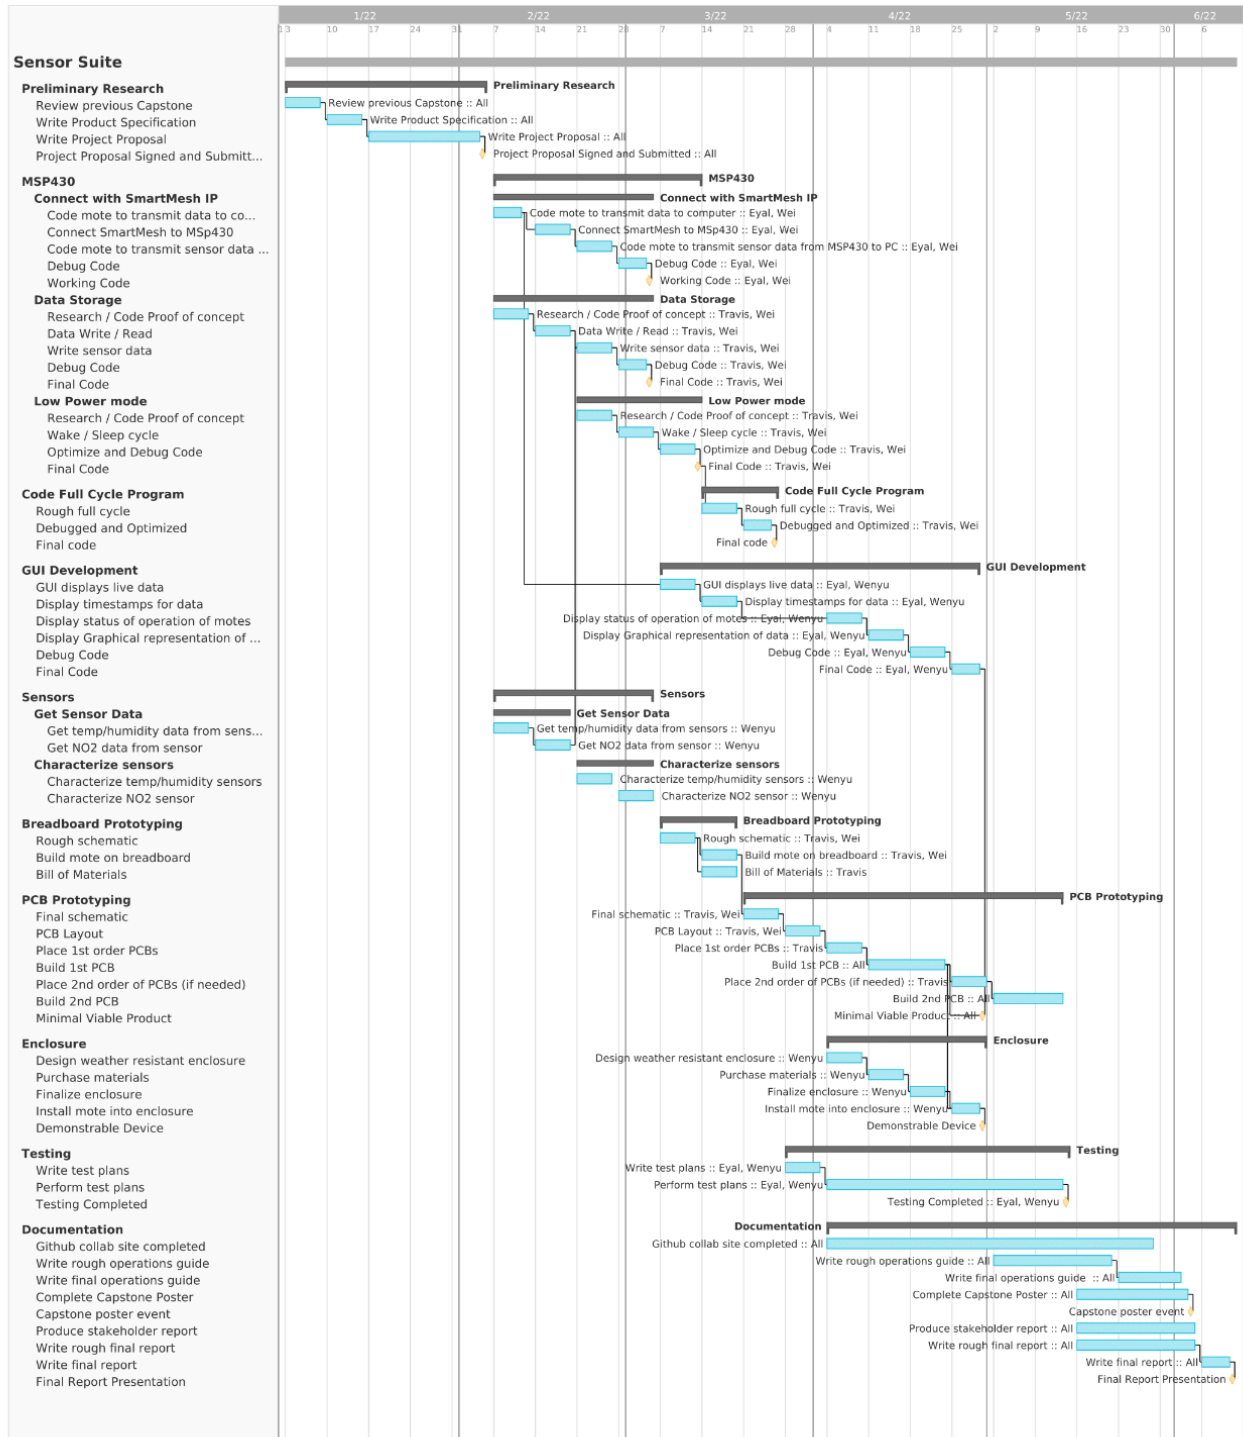 1/22 2/22 3/22 4/22 5/22 6/22
3 10 17 24 31 7 14 21 28 7 14 21 28 4 11 18 25 2 9 16 23 30 6
Sensor Suite
Preliminary Research Preliminary Research
Review previous Capstone Review previous Capstone :: All
Write Product Specification Write Product Specification :: All
Write Project Proposal Write Project Proposal :: All
Project Proposal Signed and Submitt... Project Proposal Signed and Submitted :: All
MSP430 MSP430
Connect with SmartMesh IP Connect with SmartMesh IP
Code mote to transmit data to co... Code mote to transmit data to computer :: Eyal, Wei
Connect SmartMesh to MSp430 Connect SmartMesh to MSp430 :: Eyal, Wei
Code mote to transmit sensor data ... Code mote to transmit sensor data from MSP430 to PC :: Eyal, Wei
Debug Code Debug Code :: Eyal, Wei
Working Code Working Code :: Eyal, Wei
Data Storage Data Storage
Research / Code Proof of concept Research / Code Proof of concept :: Travis, Wei
Data Write / Read Data Write / Read :: Travis, Wei
Write sensor data Write sensor data :: Travis, Wei
Debug Code Debug Code :: Travis, Wei
Final Code Final Code :: Travis, Wei
Low Power mode Low Power mode
Research / Code Proof of concept Research / Code Proof of concept :: Travis, Wei
Wake / Sleep cycle Wake / Sleep cycle :: Travis, Wei
Optimize and Debug Code Optimize and Debug Code :: Travis, Wei
Final Code Final Code :: Travis, Wei
Code Full Cycle Program Code Full Cycle Program
Rough full cycle Rough full cycle :: Travis, Wei
Debugged and Optimized Debugged and Optimized :: Travis, Wei
Final code Final code
GUI Development GUI Development
GUI displays live data GUI displays live data :: Eyal, Wenyu
Display timestamps for data Display timestamps for data :: Eyal, Wenyu
Display status of operation of motes Display status of operation of motes :: Eyal, Wenyu
Display Graphical representation of ... Display Graphical representation of data :: Eyal, Wenyu
Debug Code Debug Code :: Eyal, Wenyu
Final Code Final Code :: Eyal, Wenyu
Sensors Sensors
Get Sensor Data Get Sensor Data
Get temp/humidity data from sens... Get temp/humidity data from sensors :: Wenyu
Get NO2 data from sensor Get NO2 data from sensor :: Wenyu
Characterize sensors Characterize sensors
Characterize temp/humidity sensors Characterize temp/humidity sensors :: Wenyu
Characterize NO2 sensor Characterize NO2 sensor :: Wenyu
Breadboard Prototyping Breadboard Prototyping
Rough schematic Rough schematic :: Travis, Wei
Build mote on breadboard Build mote on breadboard :: Travis, Wei
Bill of Materials Bill of Materials :: Travis
PCB Prototyping PCB Prototyping
Final schematic Final schematic :: Travis, Wei
PCB Layout PCB Layout :: Travis, Wei
Place 1st order PCBs Place 1st order PCBs :: Travis
Build 1st PCB Build 1st PCB :: All
Place 2nd order of PCBs (if needed) Place 2nd order of PCBs (if needed) :: Travis
Build 2nd PCB Build 2nd PCB :: All
Minimal Viable Product Minimal Viable Product :: All
Enclosure Enclosure
Design weather resistant enclosure Design weather resistant enclosure :: Wenyu
Purchase materials Purchase materials :: Wenyu
Finalize enclosure Finalize enclosure :: Wenyu
Install mote into enclosure Install mote into enclosure :: Wenyu
Demonstrable Device Demonstrable Device
Testing Testing
Write test plans Write test plans :: Eyal, Wenyu
Perform test plans Perform test plans :: Eyal, Wenyu
Testing Completed Testing Completed :: Eyal, Wenyu
Documentation Documentation
Github collab site completed Github collab site completed :: All
Write rough operations guide Write rough operations guide :: All
Write final operations guide Write final operations guide :: All
Complete Capstone Poster Complete Capstone Poster :: All
Capstone poster event Capstone poster event
Produce stakeholder report Produce stakeholder report :: All
Write rough final report Write rough final report :: All
Write final report Write final report :: All
Final Report Presentation Final Report Presentation